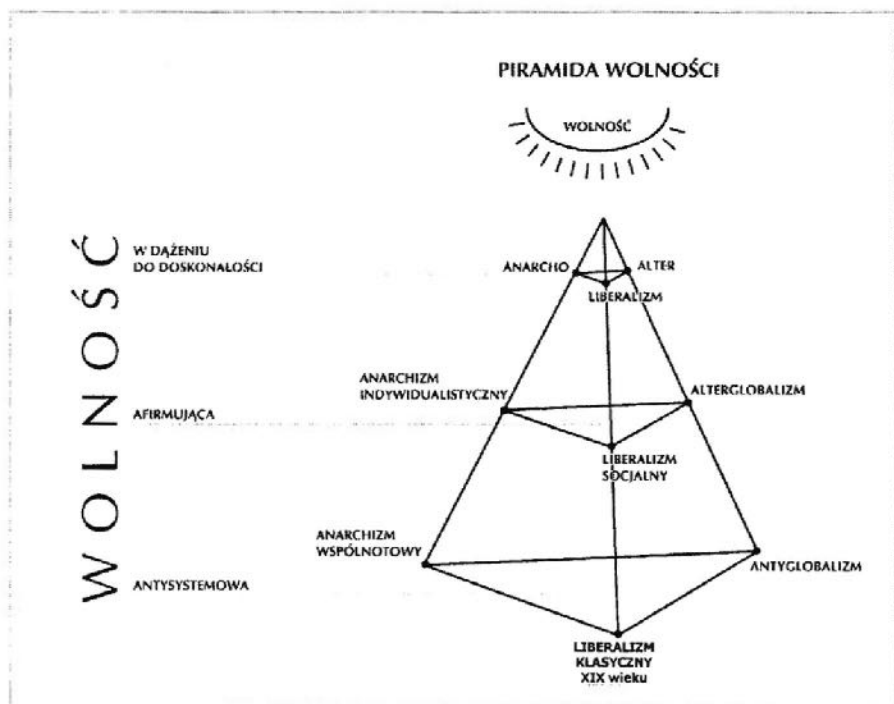 PIRAMIDA WOLNOŚCI
WOLNOŚĆ
WOLNOŚĆ
W DĄŻENIU
DO DOSKONALOŚCI
ANARCHO
ALTER
LIBERALIZM
ANARCHIZM
INDYWIDUALISTYCZNY
ALTERGLOBALIZM
AFIRMUJĄCA
LIBERALIZM
SOCJALNY
ANARCHIZM
WSPÓLNOTOWY
ANTYGLOBALIZM
ANTYSYSTEMOWA
LIBERALIZM
KLASYCZNY
XIX wieku